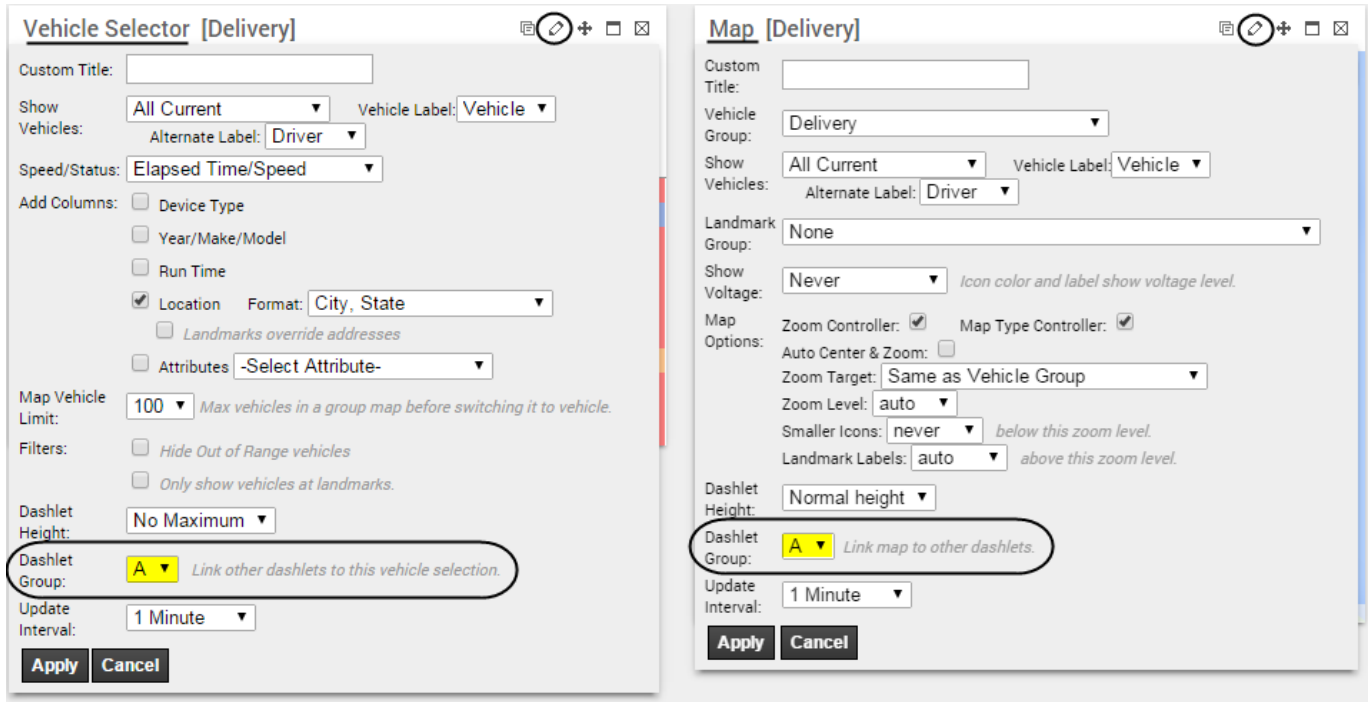 Vehicle Selector [Delivery]
Custom Title:
Show Vehicles: All Current Vehicle Label: Vehicle
Alternate Label: Driver
Speed/Status: Elapsed Time/Speed
Add Columns: Device Type
Year/Make/Model
Run Time
Location Format: City, State
Landmarks override addresses
Attributes -Select Attribute-
Map Vehicle Limit: 100 Max vehicles in a group map before switching it to vehicle.
Filters: Hide Out of Range vehicles
Only show vehicles at landmarks.
Dashlet Height: No Maximum
Dashlet Group: A Link other dashlets to this vehicle selection.
Update Interval: 1 Minute
Apply Cancel
Map [Delivery]
Custom Title:
Vehicle Group: Delivery
Show Vehicles: All Current Vehicle Label: Vehicle
Alternate Label: Driver
Landmark Group: None
Show Voltage: Never Icon color and label show voltage level.
Map Options: Zoom Controller: Map Type Controller:
Auto Center & Zoom:
Zoom Target: Same as Vehicle Group
Zoom Level: auto
Smaller Icons: never below this zoom level.
Landmark Labels: auto above this zoom level.
Dashlet Height: Normal height
Dashlet Group: A Link map to other dashlets.
Update Interval: 1 Minute
Apply Cancel